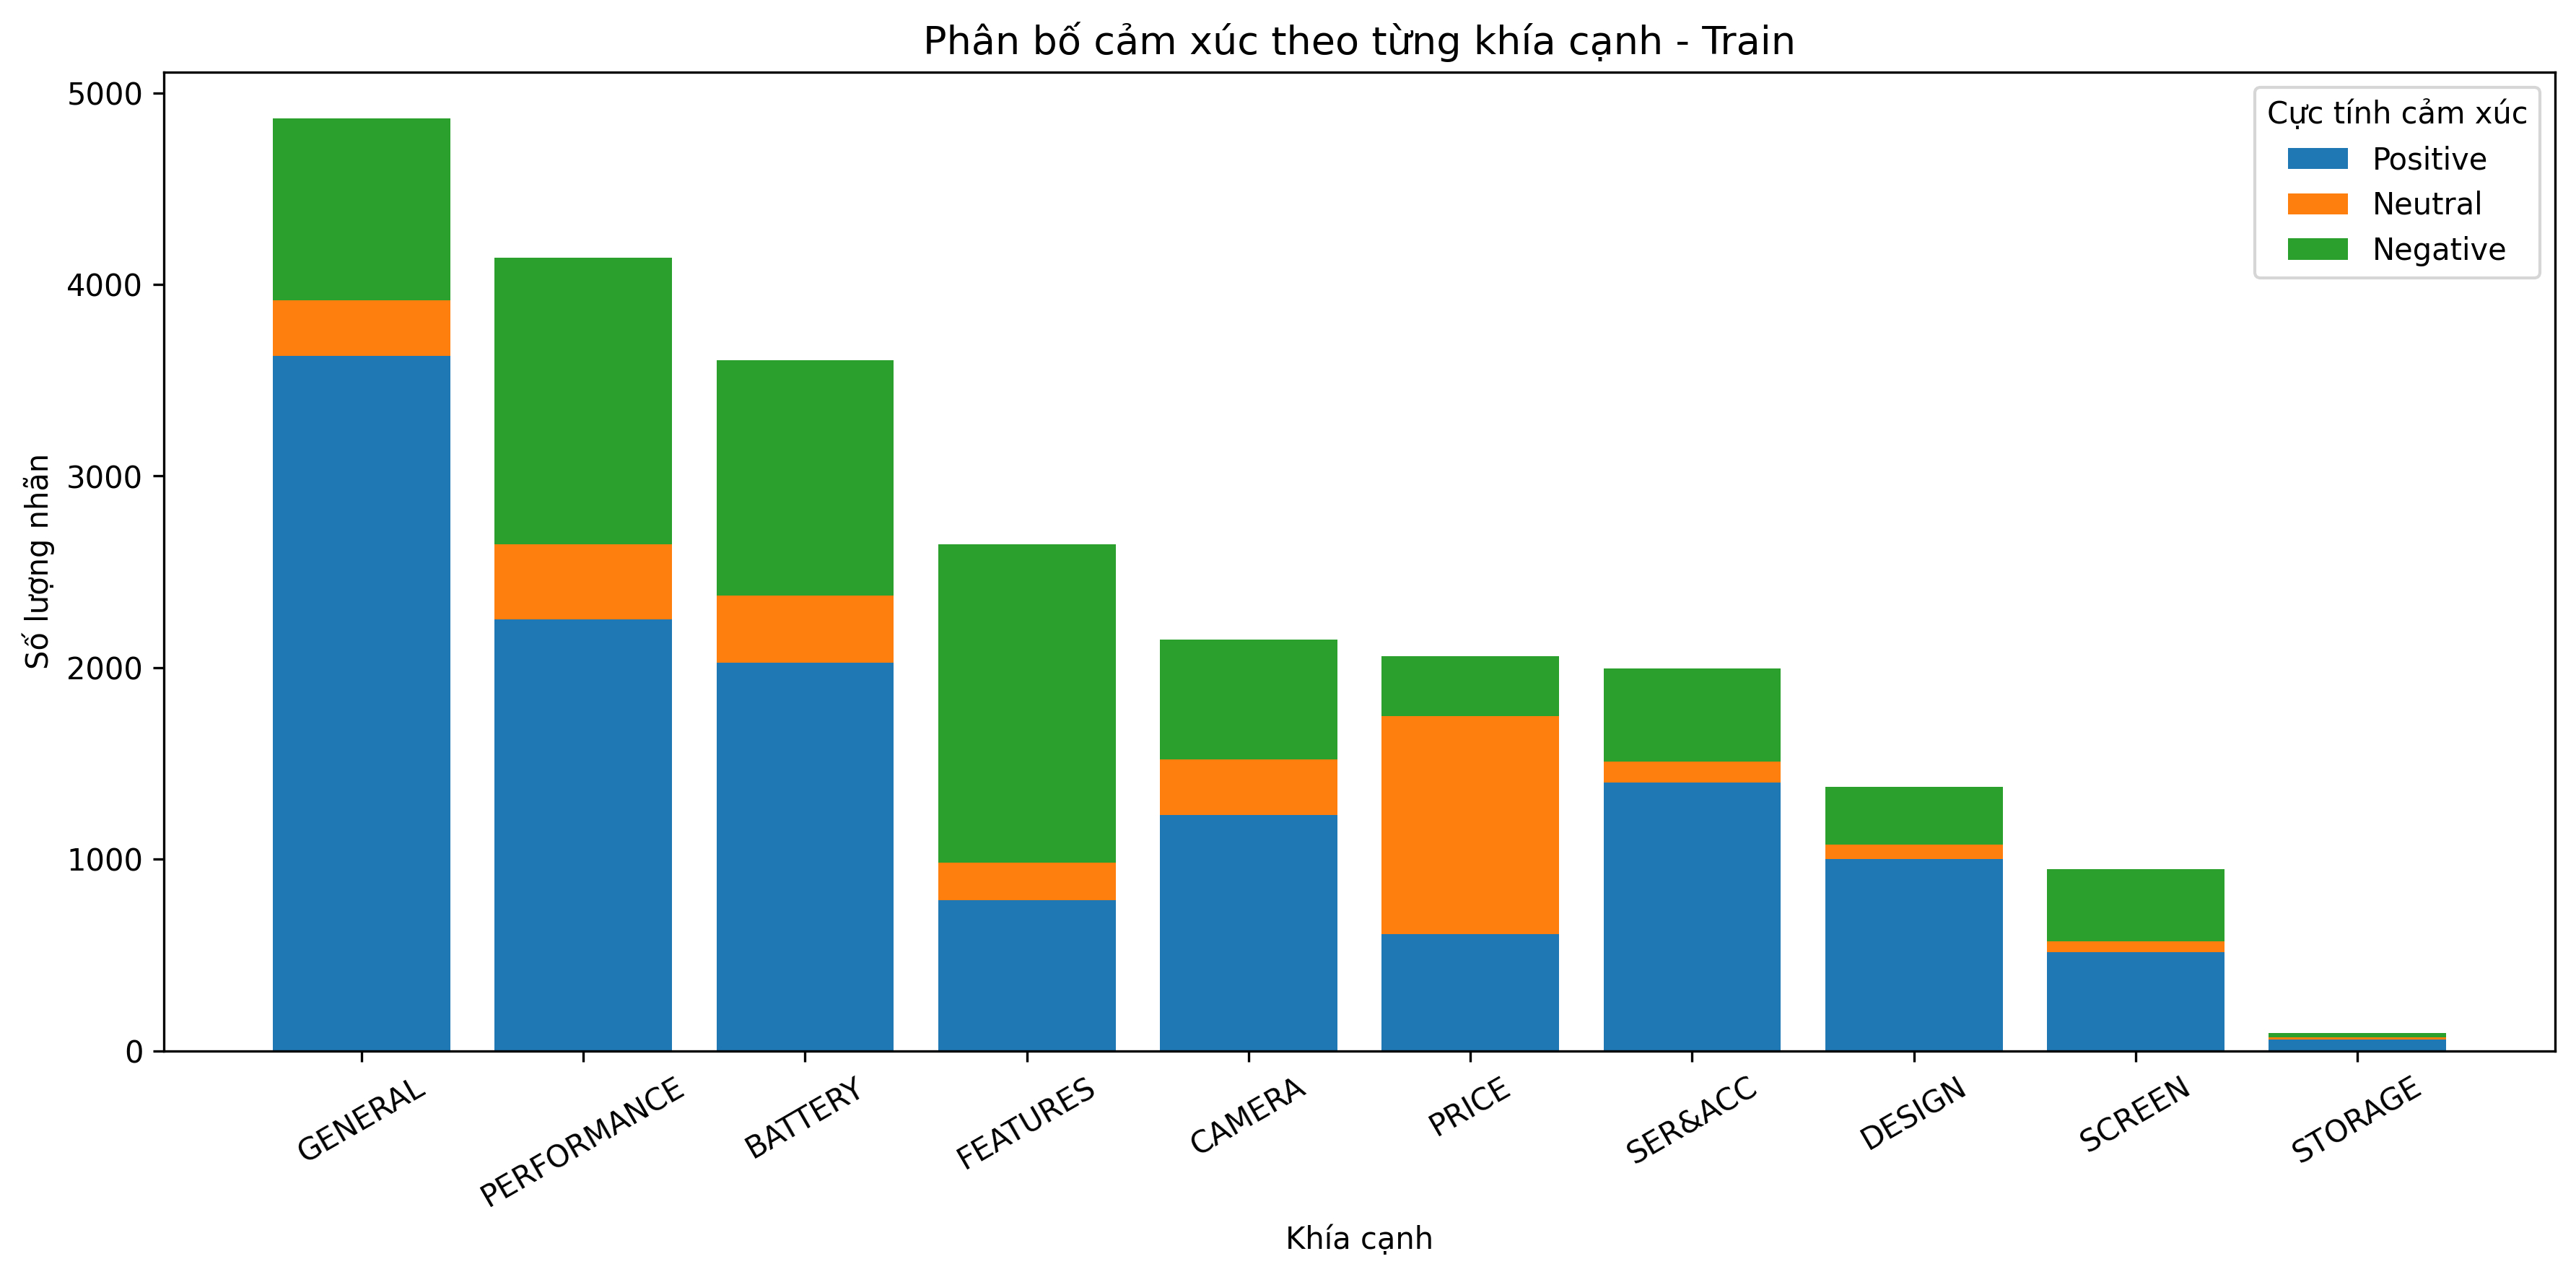 Phân bố cảm xúc theo từng khía cạnh - Train
Cực tính cảm xúc
Positive
Neutral
Negative
Số lượng nhãn
5000
4000
3000
2000
1000
0
GENERAL
PERFORMANCE
BATTERY
FEATURES
CAMERA
PRICE
SER&ACC
DESIGN
SCREEN
STORAGE
Khía cạnh